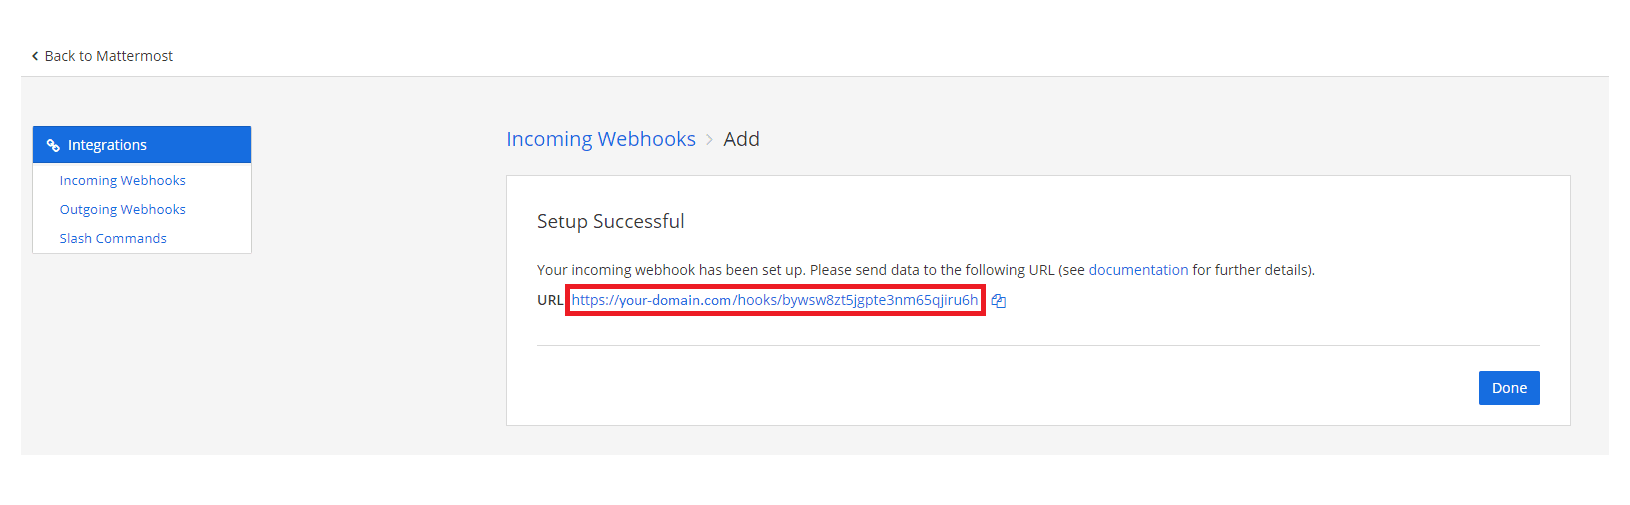 Back to Mattermost
Integrations
Incoming Webhooks
Outgoing Webhooks
Slash Commands
Incoming Webhooks > Add
Setup Successful
Your incoming webhook has been set up. Please send data to the following URL (see documentation for further details).
URL https://your-domain.com/hooks/bywsw8zt5jgpte3nm65qjiru6h
Done